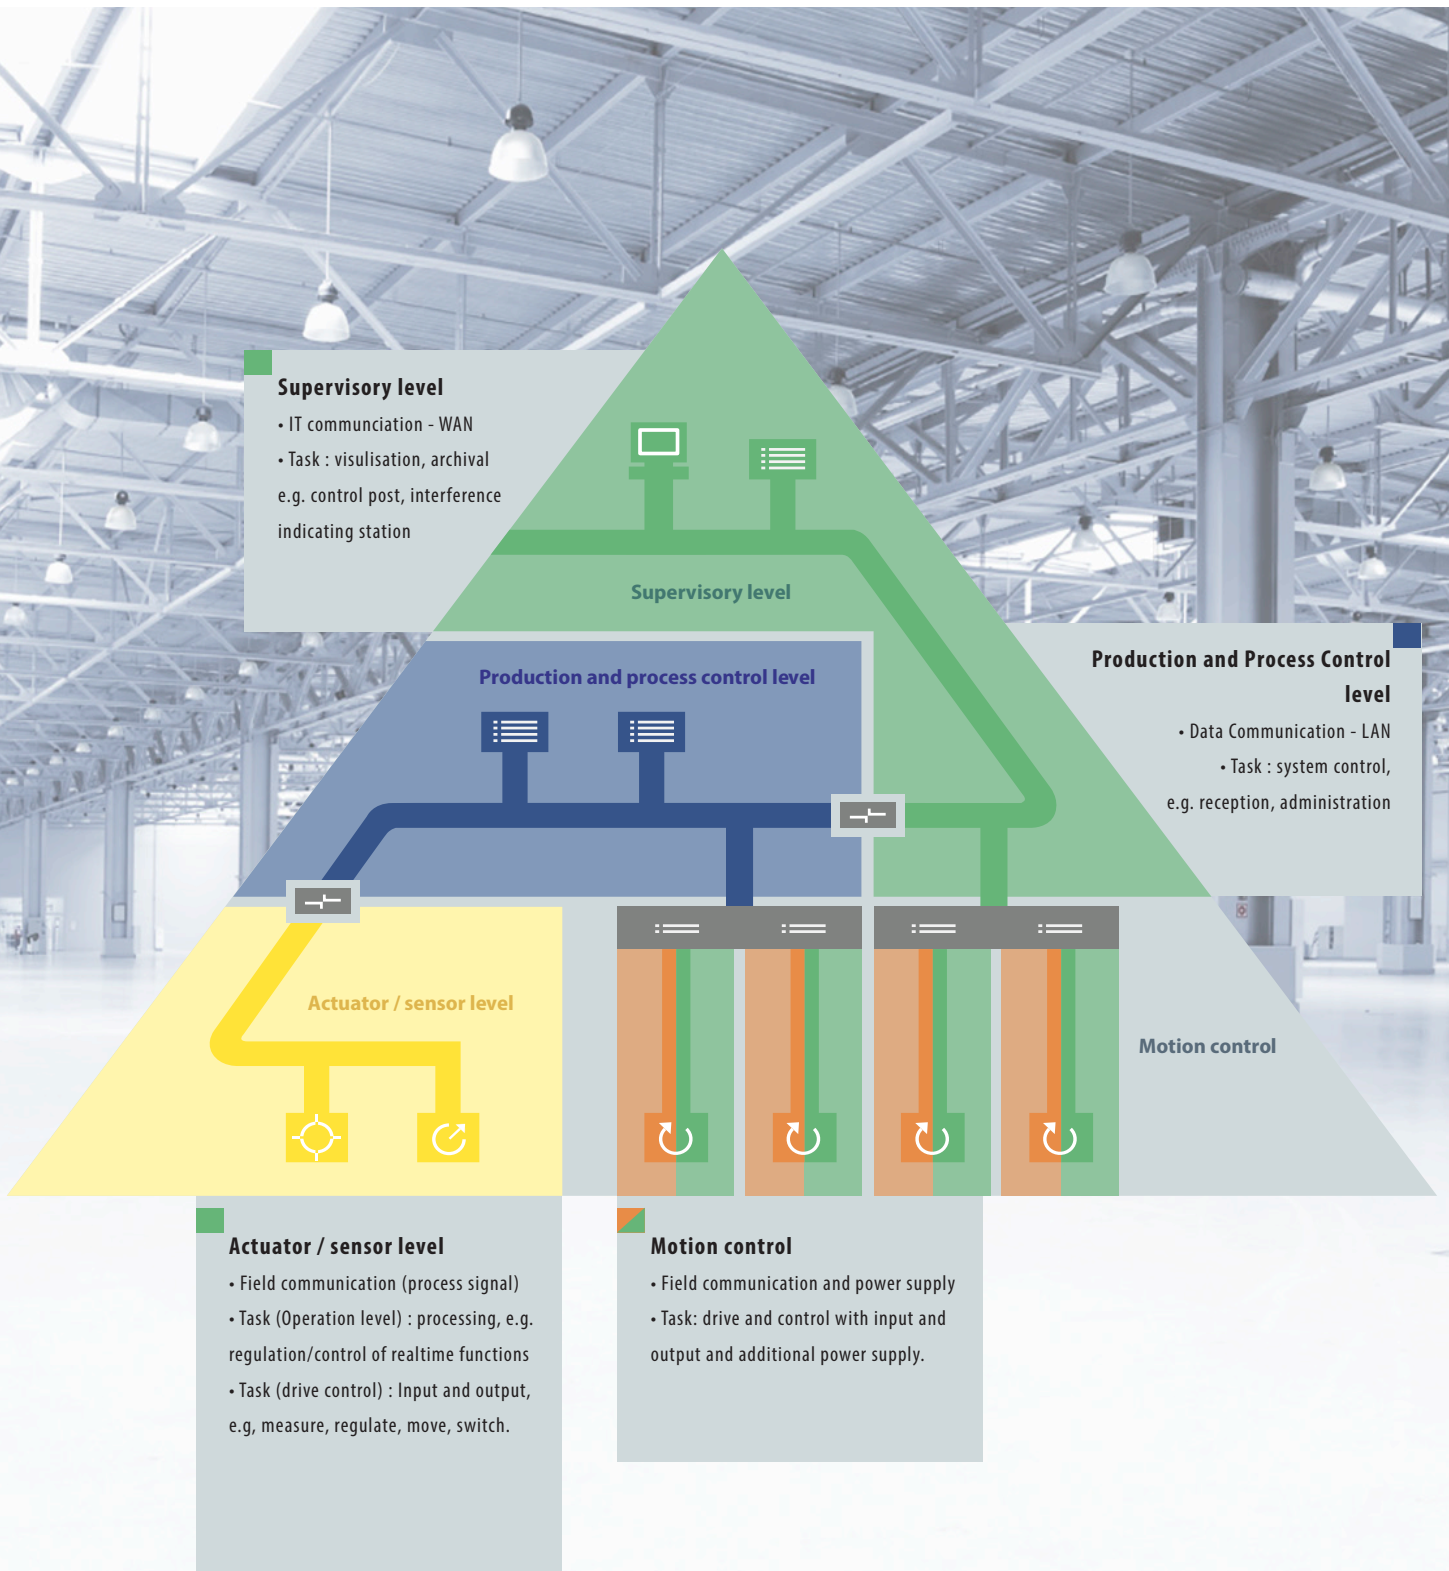 Supervisory level
• IT communciation - WAN
• Task : visulisation, archival
e.g. control post, interference
indicating station
Supervisory level
Production and Process Control
level
• Data Communication - LAN
• Task : system control,
e.g. reception, administration
Production and process control level
Actuator / sensor level
Motion control
Actuator / sensor level
• Field communication (process signal)
• Task (Operation level) : processing, e.g.
regulation/control of realtime functions
• Task (drive control) : Input and output,
e.g, measure, regulate, move, switch.
Motion control
• Field communication and power supply
• Task: drive and control with input and
output and additional power supply.